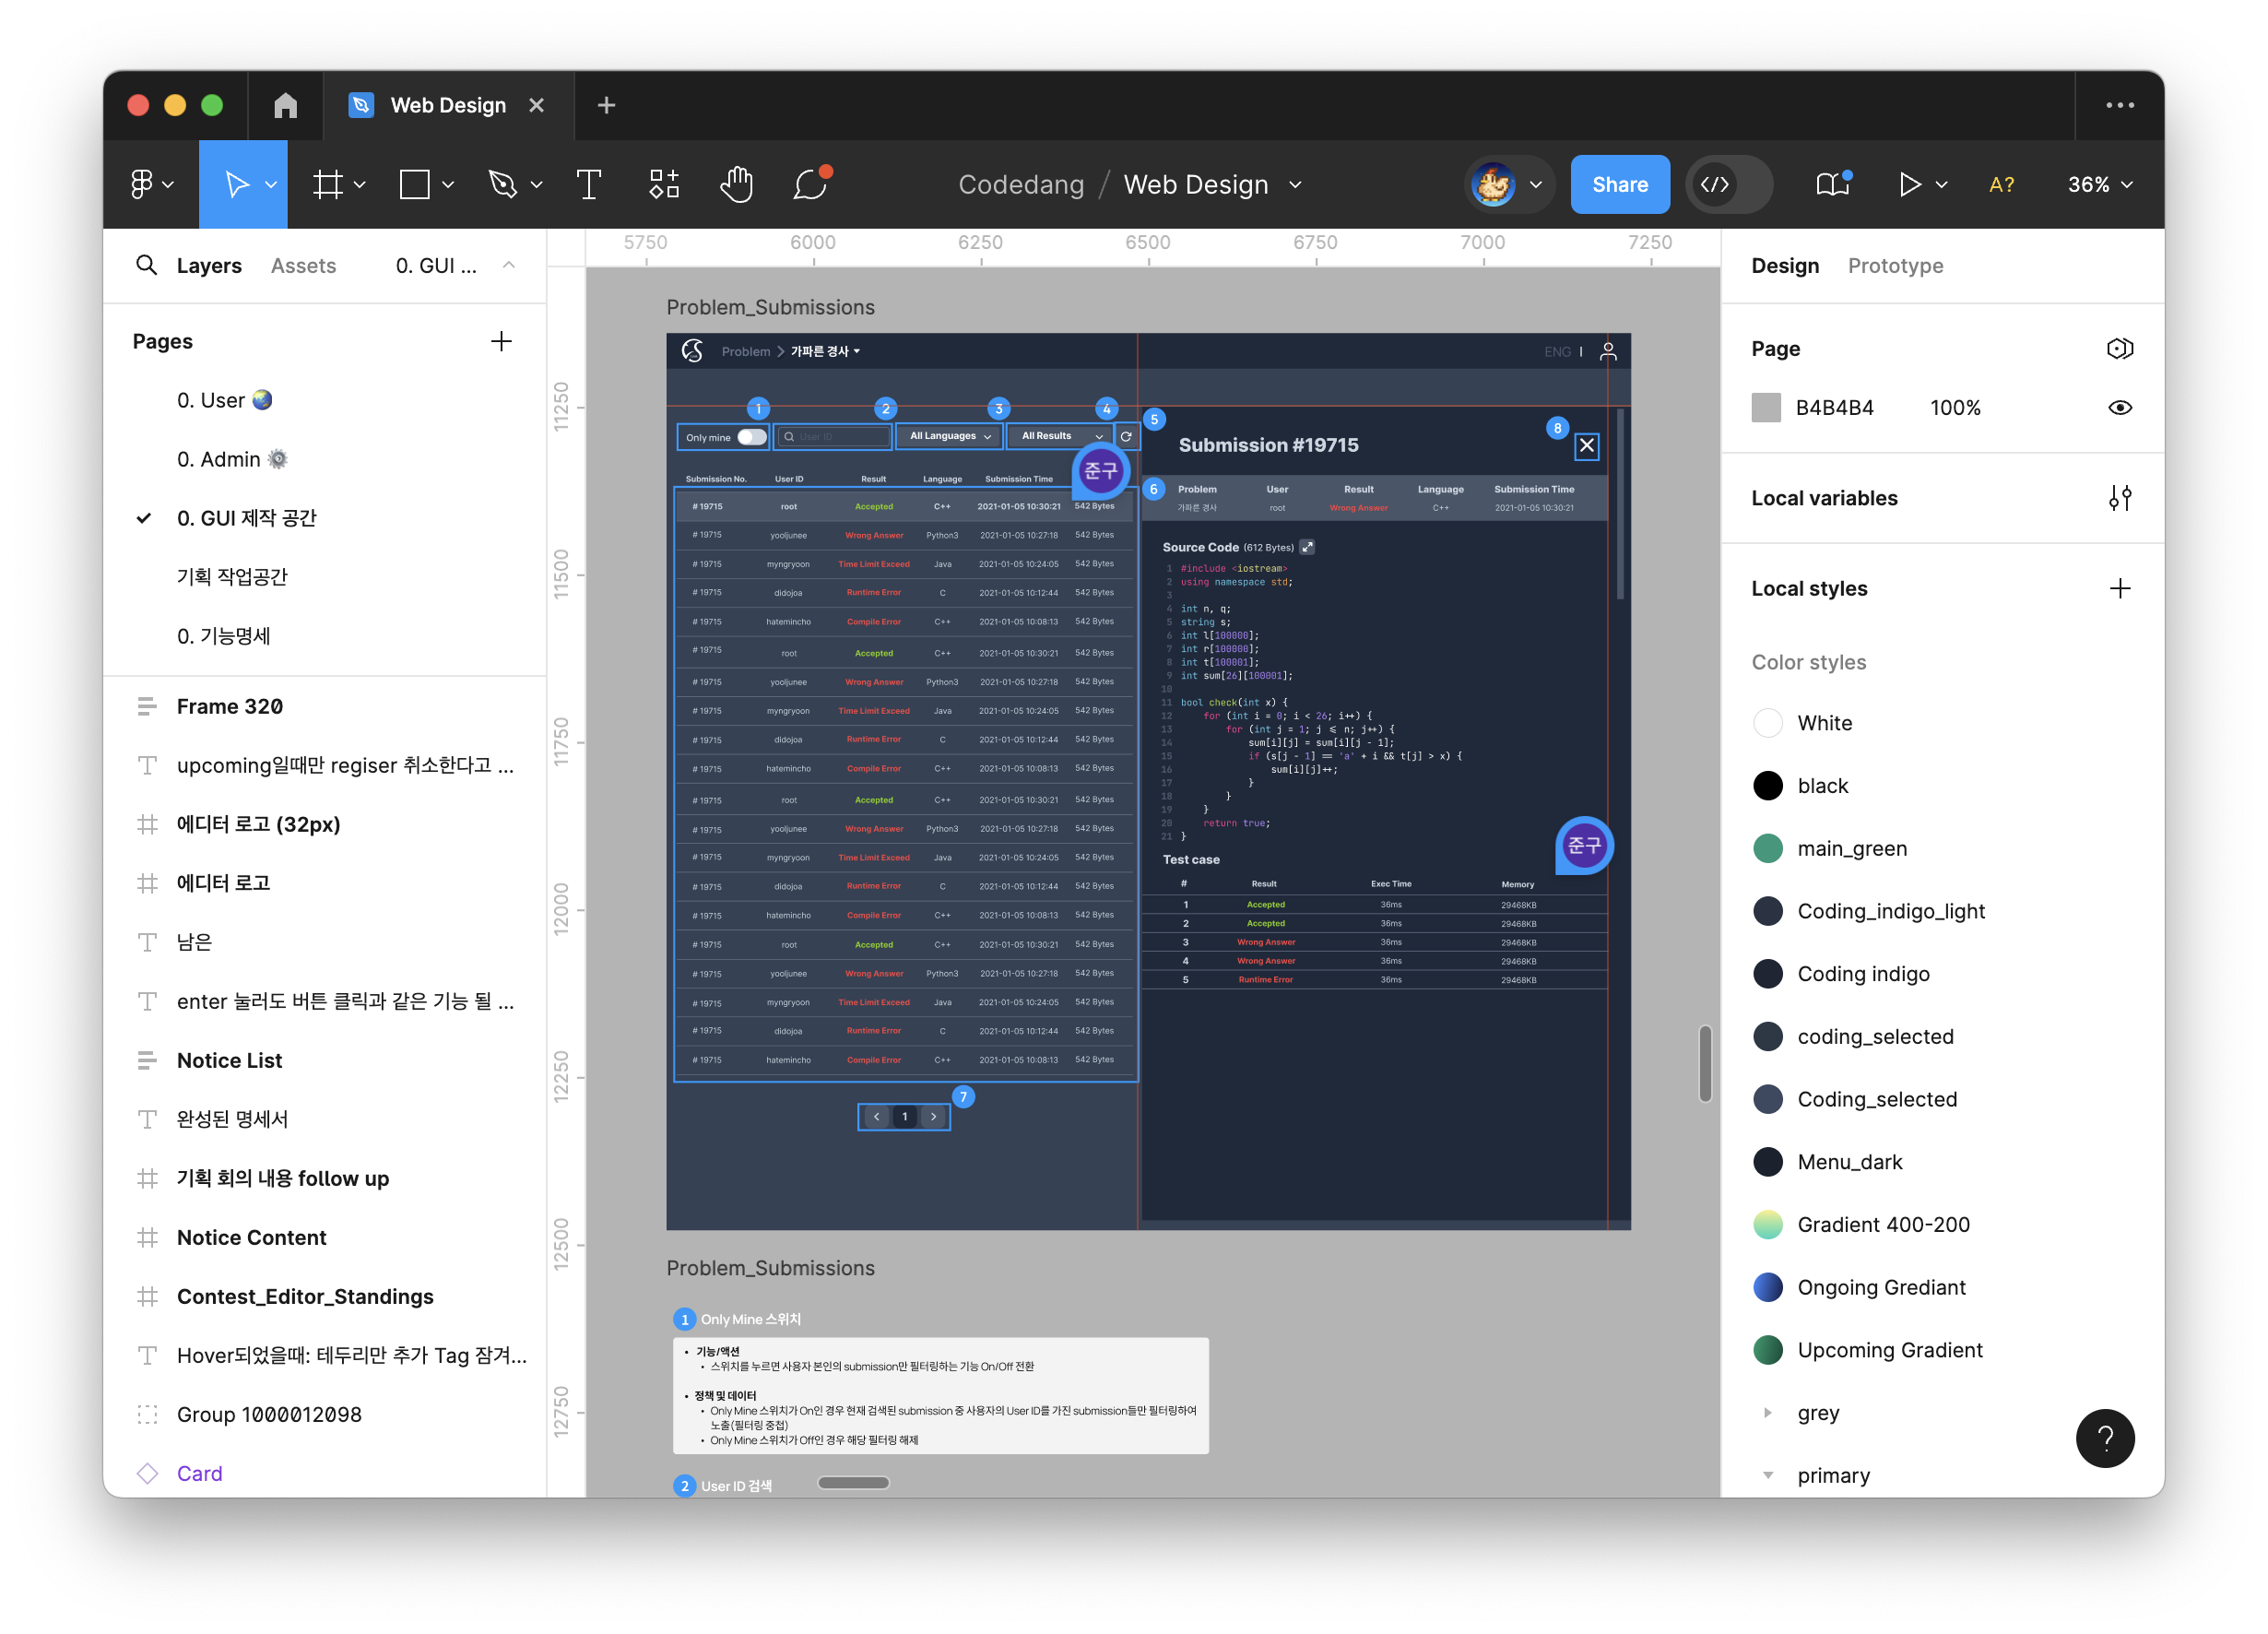 Web Design
Codedang / Web Design
Share
A?
36%
Layers
Assets
0. GUI ...
Pages
0. User
0. Admin
0. GUI 제작 공간
기획 작업공간
0. 기능명세
Frame 320
upcoming일때만 regiser 취소한다고 ...
에디터 로고 (32px)
에디터 로고
남은
enter 눌러도 버튼 클릭과 같은 기능 될 ...
Notice List
완성된 명세서
기획 회의 내용 follow up
Notice Content
Contest_Editor_Standings
Hover되었을때: 테두리만 추가 Tag 잠겨...
Group 1000012098
Card
5750 6000 6250 6500 6750 7000 7250
11250
11500
11750
12000
12250
12500
12750
Problem_Submissions
Problem > 가파른 경사
ENG
1 2 3 4
Only mine
User ID
All Languages
All Results
준구
Submission No. User ID Result Language Submission Time
# 19715 root Accepted C++ 2021-01-05 10:30:21 542 Bytes
# 19715 yooljunee Wrong Answer Python3 2021-01-05 10:27:18 542 Bytes
# 19715 myngryoon Time Limit Exceed Java 2021-01-05 10:24:05 542 Bytes
# 19715 didojoa Runtime Error C 2021-01-05 10:12:44 542 Bytes
# 19715 hatemincho Compile Error C++ 2021-01-05 10:08:13 542 Bytes
# 19715 root Accepted C++ 2021-01-05 10:30:21 542 Bytes
# 19715 yooljunee Wrong Answer Python3 2021-01-05 10:27:18 542 Bytes
# 19715 myngryoon Time Limit Exceed Java 2021-01-05 10:24:05 542 Bytes
# 19715 didojoa Runtime Error C 2021-01-05 10:12:44 542 Bytes
# 19715 hatemincho Compile Error C++ 2021-01-05 10:08:13 542 Bytes
# 19715 root Accepted C++ 2021-01-05 10:30:21 542 Bytes
# 19715 yooljunee Wrong Answer Python3 2021-01-05 10:27:18 542 Bytes
# 19715 myngryoon Time Limit Exceed Java 2021-01-05 10:24:05 542 Bytes
# 19715 didojoa Runtime Error C 2021-01-05 10:12:44 542 Bytes
# 19715 hatemincho Compile Error C++ 2021-01-05 10:08:13 542 Bytes
# 19715 root Accepted C++ 2021-01-05 10:30:21 542 Bytes
# 19715 yooljunee Wrong Answer Python3 2021-01-05 10:27:18 542 Bytes
# 19715 myngryoon Time Limit Exceed Java 2021-01-05 10:24:05 542 Bytes
# 19715 didojoa Runtime Error C 2021-01-05 10:12:44 542 Bytes
# 19715 hatemincho Compile Error C++ 2021-01-05 10:08:13 542 Bytes
< 1 >
7
5
8
Submission #19715
6
Problem User Result Language Submission Time
가파른 경사 root Wrong Answer C++ 2021-01-05 10:30:21
Source Code (612 Bytes)
1 #include <iostream>
2 using namespace std;
3
4 int n, q;
5 string s;
6 int l[100000];
7 int r[100000];
8 int t[100001];
9 int sum[26][100001];
10
11 bool check(int x) {
12 for (int i = 0; i < 26; i++) {
13 for (int j = 1; j <= n; j++) {
14 sum[i][j] = sum[i][j - 1];
15 if (s[j - 1] == 'a' + i && t[j] > x) {
16 sum[i][j]++;
17 }
18 }
19 }
20 return true;
21 }
준구
Test case
# Result Exec Time Memory
1 Accepted 36ms 29468KB
2 Accepted 36ms 29468KB
3 Wrong Answer 36ms 29468KB
4 Wrong Answer 36ms 29468KB
5 Runtime Error 36ms 29468KB
Problem_Submissions
1 Only Mine 스위치
• 기능/액션
• 스위치를 누르면 사용자 본인의 submission만 필터링하는 기능 On/Off 전환
• 정책 및 데이터
• Only Mine 스위치가 On인 경우 현재 검색된 submission 중 사용자의 User ID를 가진 submission들만 필터링하여
노출(필터링 중첩)
• Only Mine 스위치가 Off인 경우 해당 필터링 해제
2 User ID 검색
Design
Prototype
Page
B4B4B4 100%
Local variables
Local styles
Color styles
White
black
main_green
Coding_indigo_light
Coding indigo
coding_selected
Coding_selected
Menu_dark
Gradient 400-200
Ongoing Grediant
Upcoming Gradient
grey
primary
?